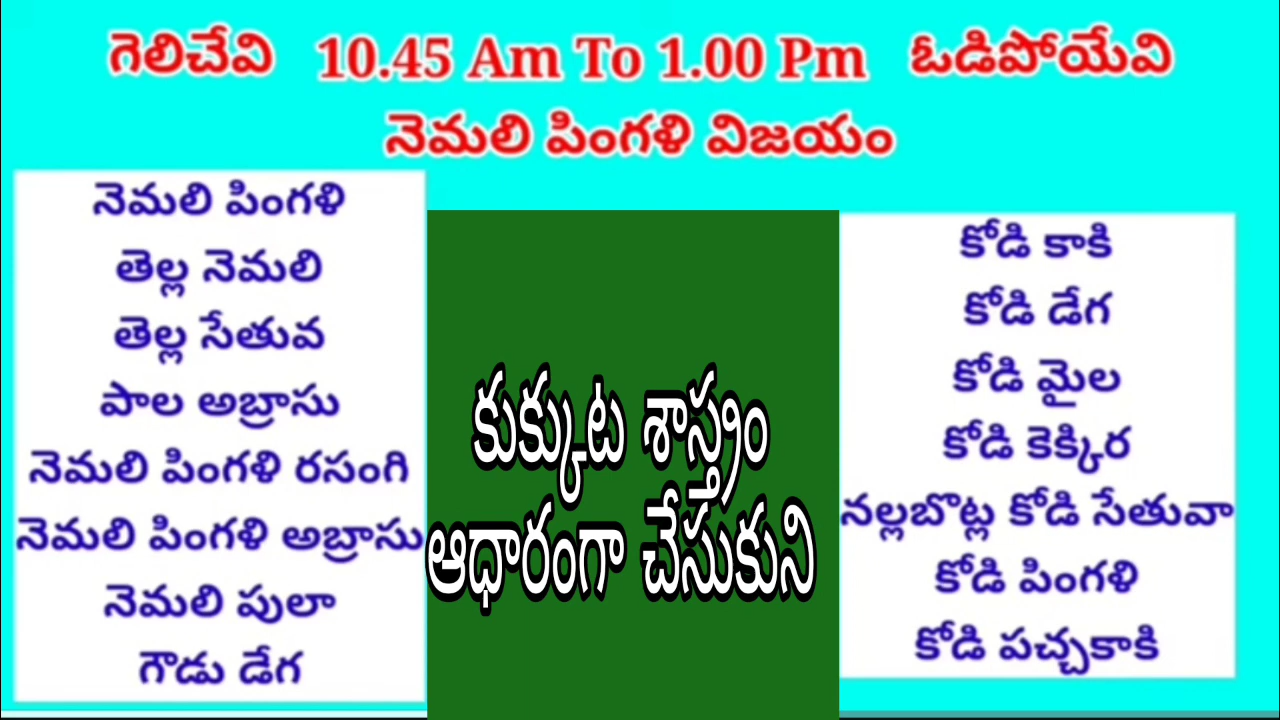 గెలిచేవి 10.45 Am To 1.00 Pm ఓడిపోయేవి
నెమలి పింగళి విజయం
నెమలి పింగళి
తెల్ల నెమలి
తెల్ల సేతువ
పాల అబ్రాసు
నెమలి పింగళి రసంగి
నెమలి పింగళి అబ్రాసు
నెమలి పులా
గౌడు డేగ
కుక్కుట శాస్త్రం
ఆధారంగా చేసుకుని
కోడి కాకి
కోడి డేగ
కోడి మైల
కోడి కెక్కిర
నల్లబొట్ల కోడి సేతువా
కోడి పింగళి
కోడి పచ్చకాకి